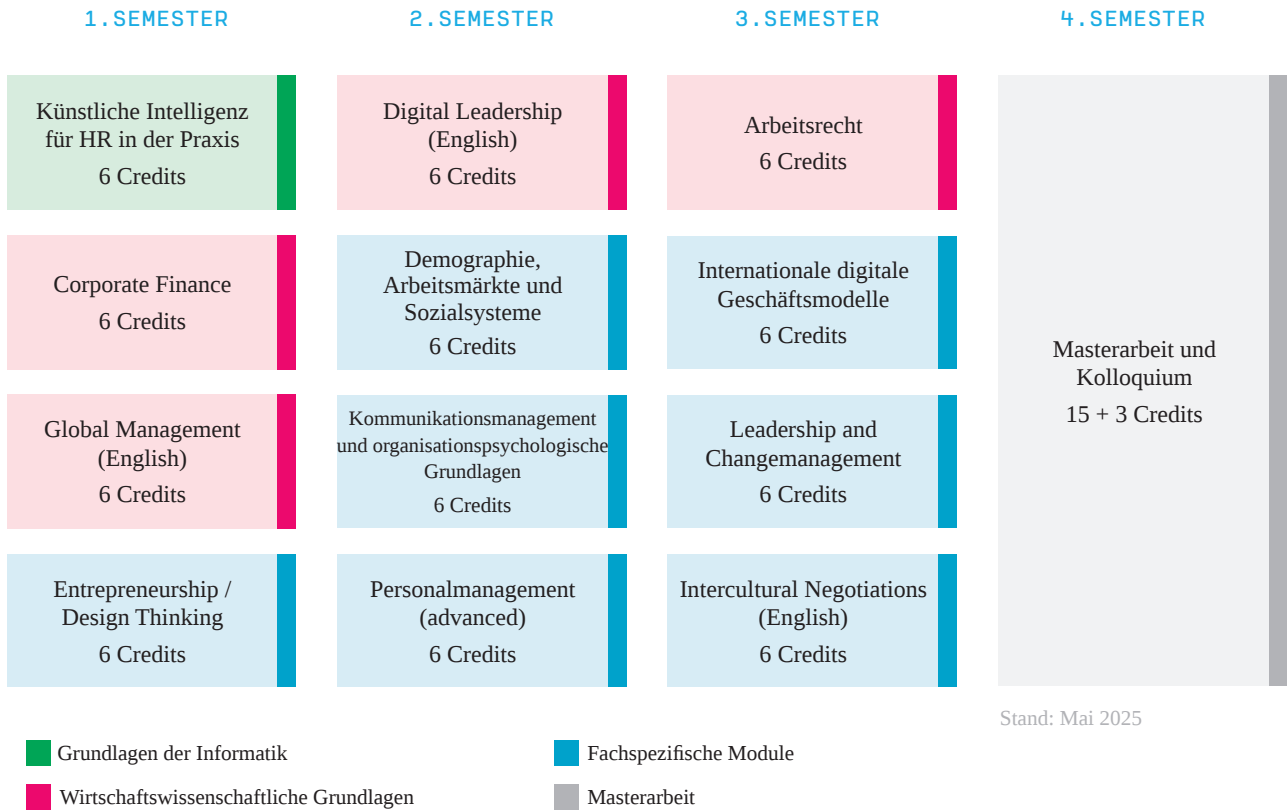 1.SEMESTER
2.SEMESTER
3.SEMESTER
4.SEMESTER
Künstliche Intelligenz
für HR in der Praxis
6 Credits
Corporate Finance
6 Credits
Global Management
(English)
6 Credits
Entrepreneurship /
Design Thinking
6 Credits
Digital Leadership
(English)
6 Credits
Demographie,
Arbeitsmärkte und
Sozialsysteme
6 Credits
Kommunikationsmanagement
und organisationspsychologische
Grundlagen
6 Credits
Personalmanagement
(advanced)
6 Credits
Arbeitsrecht
6 Credits
Internationale digitale
Geschäftsmodelle
6 Credits
Leadership and
Changemanagement
6 Credits
Intercultural Negotiations
(English)
6 Credits
Masterarbeit und
Kolloquium
15 + 3 Credits
Stand: Mai 2025
Grundlagen der Informatik
Wirtschaftswissenschaftliche Grundlagen
Fachspezifische Module
Masterarbeit